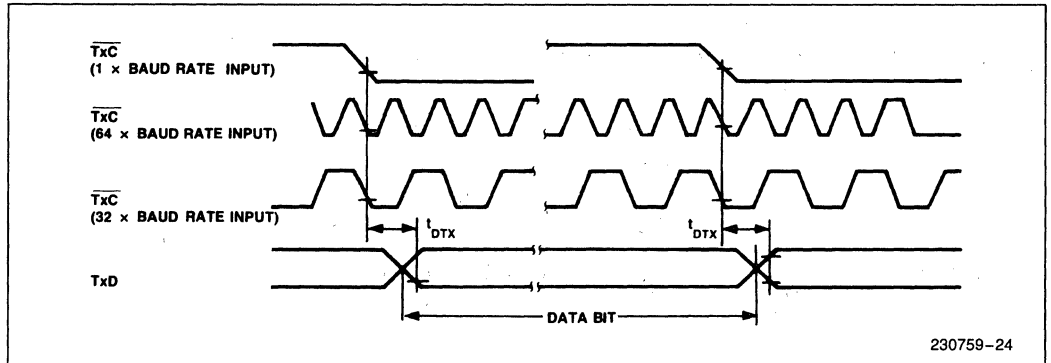 TxC
(1 × BAUD RATE INPUT)
TxC
(64 × BAUD RATE INPUT)
TxC
(32 × BAUD RATE INPUT)
tDTX
tDTX
TxD
DATA BIT
230759-24